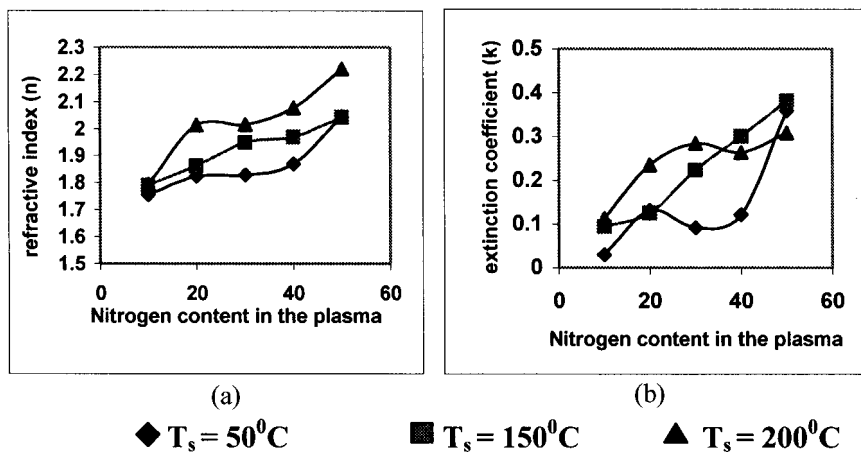 refractive index (n)
2.3
2.2
2.1
2
1.9
1.8
1.7
1.6
1.5
0 20 40 60
Nitrogen content in the plasma
(a)
extinction coefficient (k)
0.5
0.4
0.3
0.2
0.1
0
0 20 40 60
Nitrogen content in the plasma
(b)
Tₛ = 50⁰C Tₛ = 150⁰C Tₛ = 200⁰C